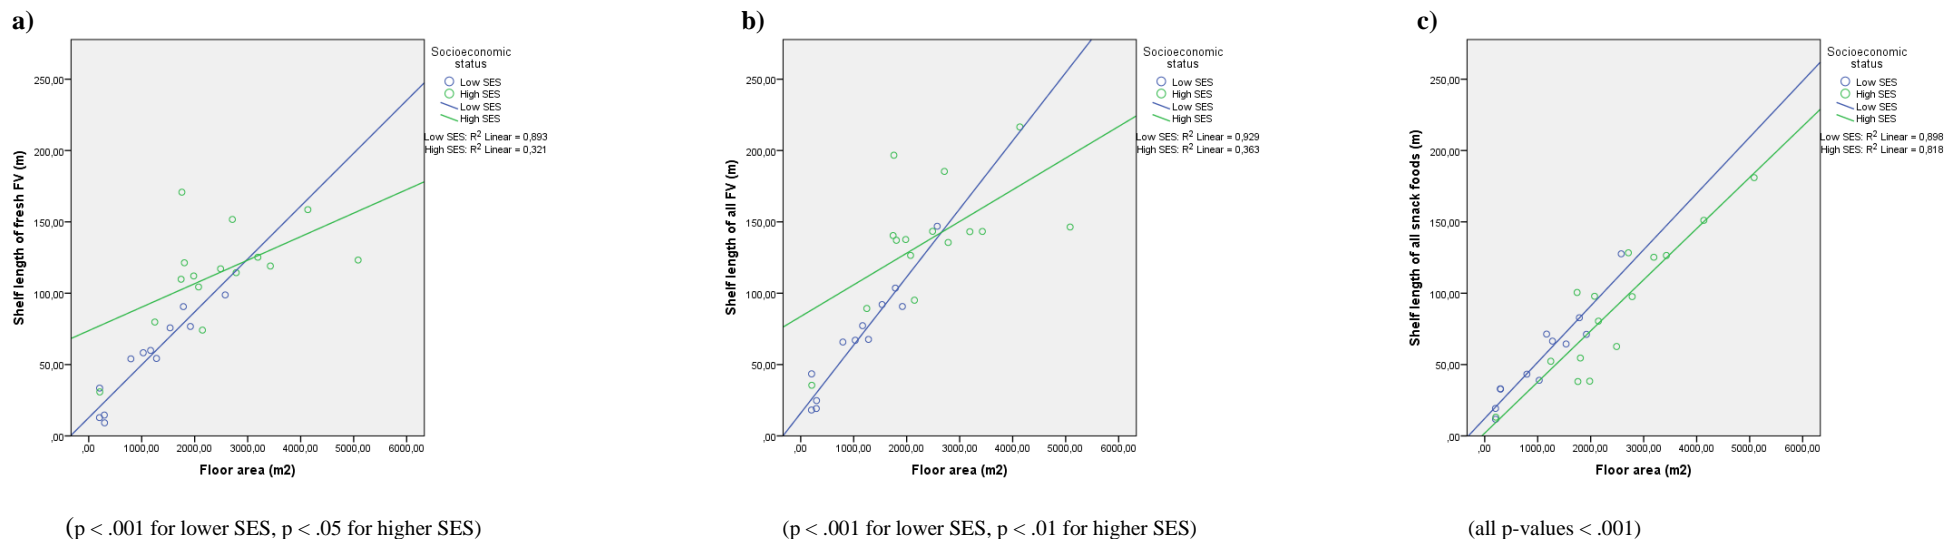 a)
Shelf length of fresh FV (m)
250,00
200,00
150,00
100,00
50,00
,00
,00 1000,00 2000,00 3000,00 4000,00 5000,00 6000,00
Floor area (m2)
Socioeconomic
status
Low SES
High SES
Low SES
High SES
Low SES: R² Linear = 0,893
High SES: R² Linear = 0,321
(p < .001 for lower SES, p < .05 for higher SES)
b)
Shelf length of all FV (m)
250,00
200,00
150,00
100,00
50,00
,00
,00 1000,00 2000,00 3000,00 4000,00 5000,00 6000,00
Floor area (m2)
Socioeconomic
status
Low SES
High SES
Low SES
High SES
Low SES: R² Linear = 0,929
High SES: R² Linear = 0,363
(p < .001 for lower SES, p < .01 for higher SES)
c)
Shelf length of all snack foods (m)
250,00
200,00
150,00
100,00
50,00
,00
,00 1000,00 2000,00 3000,00 4000,00 5000,00 6000,00
Floor area (m2)
Socioeconomic
status
Low SES
High SES
Low SES
High SES
Low SES: R² Linear = 0,898
High SES: R² Linear = 0,818
(all p-values < .001)